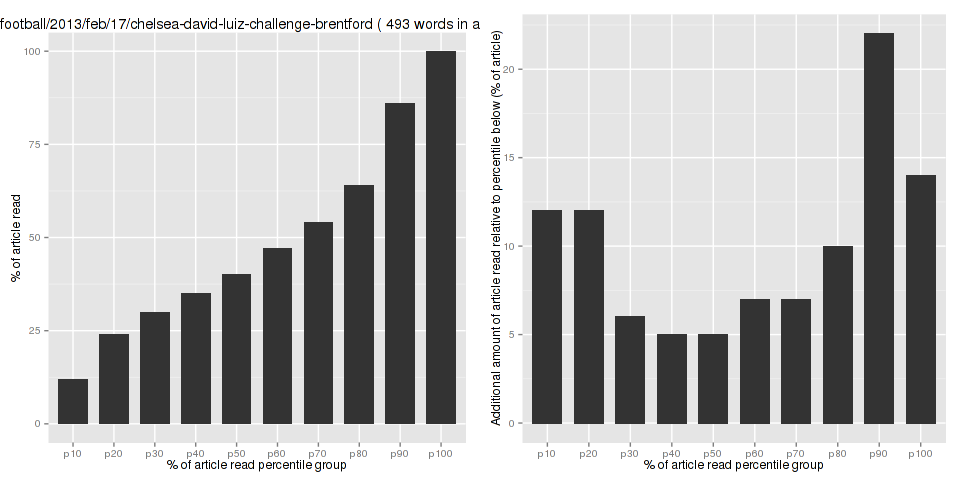 football/2013/feb/17/chelsea-david-luiz-challenge-brentford ( 493 words in a
% of article read
100
75
50
25
0
p10 p20 p30 p40 p50 p60 p70 p80 p90 p100
% of article read percentile group
Additional amount of article read relative to percentile below (% of article)
20
15
10
5
0
p10 p20 p30 p40 p50 p60 p70 p80 p90 p100
% of article read percentile group